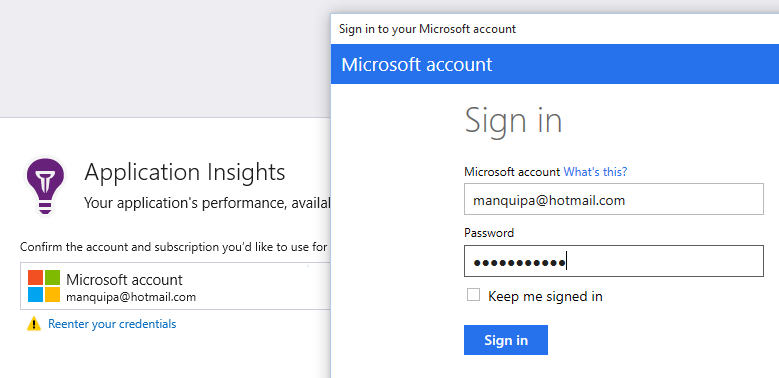 Sign in to your Microsoft account
Microsoft account
Sign in
Microsoft account What's this?
manquipa@hotmail.com
Password
●●●●●●●●●●●
Keep me signed in
Sign in
Application Insights
Your application's performance,
Confirm the account and subscription you'd like to use for
Microsoft account
manquipa@hotmail.com
Reenter your credentials